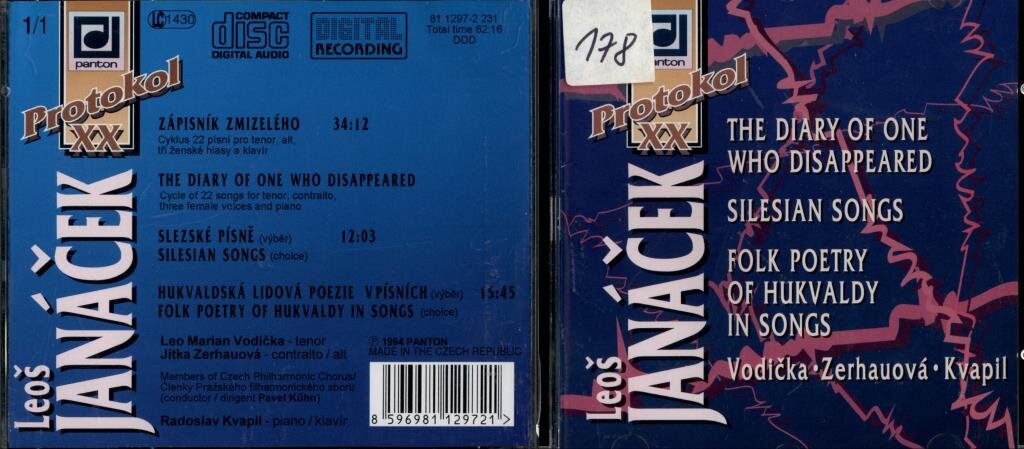 1/1
panton
Protokol
XX
Leoš
JANÁČEK
LC 1430
COMPACT
disc
DIGITAL AUDIO
DIGITAL
RECORDING
81 1297-2 231
Total time 62:16
DDD
ZÁPISNÍK ZMIZELÉHO 34:12
Cyklus 22 písní pro tenor, alt,
tři ženské hlasy a klavír
THE DIARY OF ONE WHO DISAPPEARED
Cycle of 22 songs for tenor, contralto,
three female voices and piano
SLEZSKÉ PÍSNĚ (výběr) 12:03
SILESIAN SONGS (choice)
HUKVALDSKÁ LIDOVÁ POEZIE V PÍSNÍCH (výběr) 15:45
FOLK POETRY OF HUKVALDY IN SONGS (choice)
Leo Marian Vodička - tenor
Jitka Zerhauová - contralto / alt
Members of Czech Philharmonic Chorus/
Členky Pražského filharmonického sboru
(conductor / dirigent Pavel Kühn)
Radoslav Kvapil - piano / klavír
℗ 1994 PANTON
MADE IN THE CZECH REPUBLIC
8 596981 129721 >
178
panton
Protokol
XX
Leoš
JANÁČEK
THE DIARY OF ONE
WHO DISAPPEARED
SILESIAN SONGS
FOLK POETRY
OF HUKVALDY
IN SONGS
Vodička · Zerhauová · Kvapil